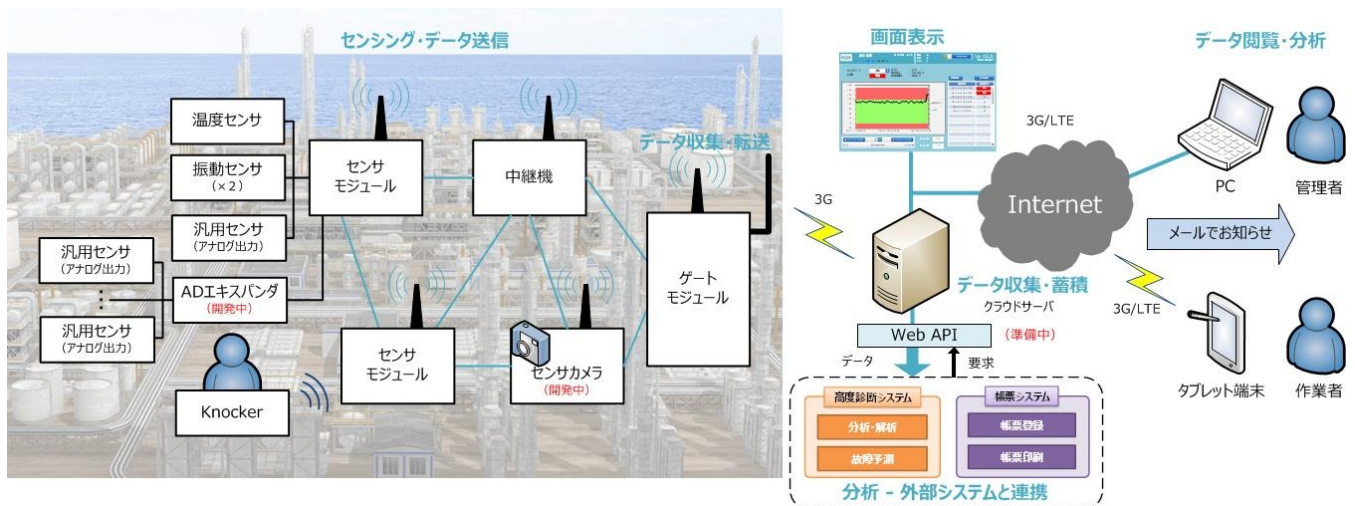 センシング・データ送信
温度センサ
振動センサ
(×2)
汎用センサ
(アナログ出力)
汎用センサ
(アナログ出力)
ADエキスパンダ
(開発中)
汎用センサ
(アナログ出力)
センサ
モジュール
中継機
データ収集・転送
ゲート
モジュール
センサ
モジュール
センサカメラ
(開発中)
Knocker
画面表示
データ閲覧・分析
3G/LTE
3G
Internet
PC
管理者
メールでお知らせ
データ収集・蓄積
クラウドサーバ
3G/LTE
Web API
(準備中)
データ
要求
タブレット端末
作業者
高度診断システム
分析・解析
故障予測
帳票システム
帳票登録
帳票印刷
分析 - 外部システムと連携